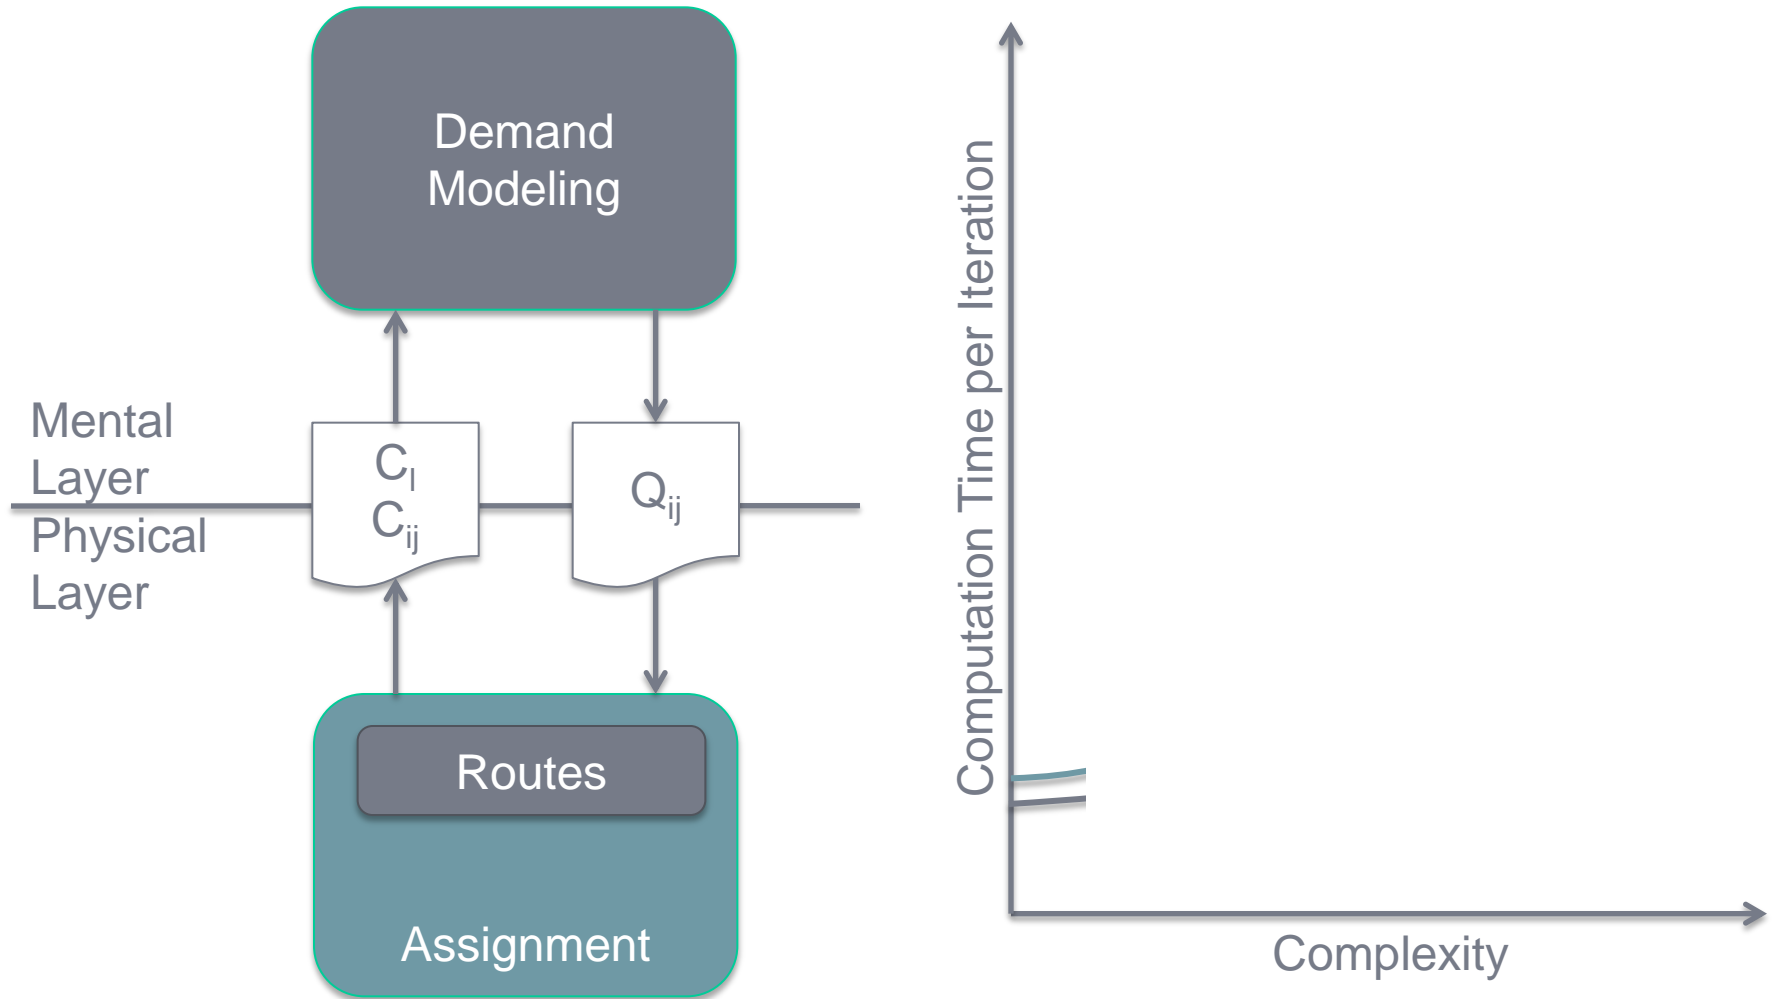 Demand
Modeling
Mental
Layer
Physical
Layer
Cl
Cij
Qij
Routes
Assignment
Computation Time per Iteration
Complexity